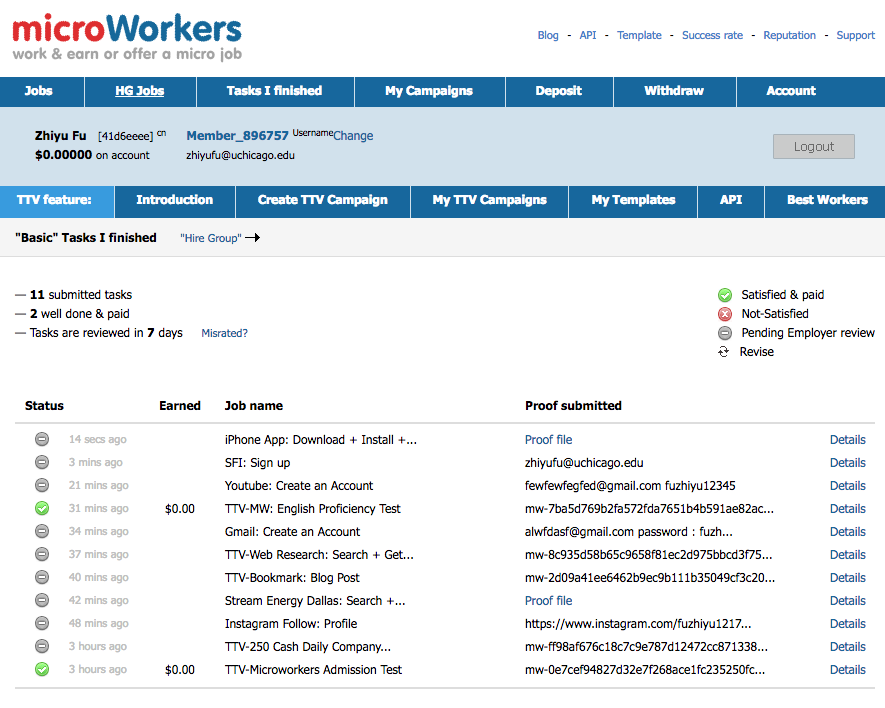 microWorkers
work & earn or offer a micro job
Blog - API - Template - Success rate - Reputation - Support
Jobs HG Jobs Tasks I finished My Campaigns Deposit Withdraw Account
Zhiyu Fu [41d6eeee] cn Member_896757 UsernameChange
$0.00000 on account zhiyufu@uchicago.edu
Logout
TTV feature: Introduction Create TTV Campaign My TTV Campaigns My Templates API Best Workers
"Basic" Tasks I finished "Hire Group"
— 11 submitted tasks
— 2 well done & paid
— Tasks are reviewed in 7 days Misrated?
Satisfied & paid
Not-Satisfied
Pending Employer review
Revise
Status Earned Job name Proof submitted
14 secs ago iPhone App: Download + Install +... Proof file Details
3 mins ago SFI: Sign up zhiyufu@uchicago.edu Details
21 mins ago Youtube: Create an Account fewfewfegfed@gmail.com fuzhiyu12345 Details
31 mins ago $0.00 TTV-MW: English Proficiency Test mw-7ba5d769b2fa572fda7651b4b591ae82ac... Details
34 mins ago Gmail: Create an Account alwfdasf@gmail.com password : fuzh... Details
37 mins ago TTV-Web Research: Search + Get... mw-8c935d58b65c9658f81ec2d975bbcd3f75... Details
40 mins ago TTV-Bookmark: Blog Post mw-2d09a41ee6462b9ec9b111b35049cf3c20... Details
42 mins ago Stream Energy Dallas: Search +... Proof file Details
48 mins ago Instagram Follow: Profile https://www.instagram.com/fuzhiyu1217... Details
3 hours ago TTV-250 Cash Daily Company... mw-ff98af676c18c7c9e787d12472cc871338... Details
3 hours ago $0.00 TTV-Microworkers Admission Test mw-0e7cef94827d32e7f268ace1fc235250fc... Details